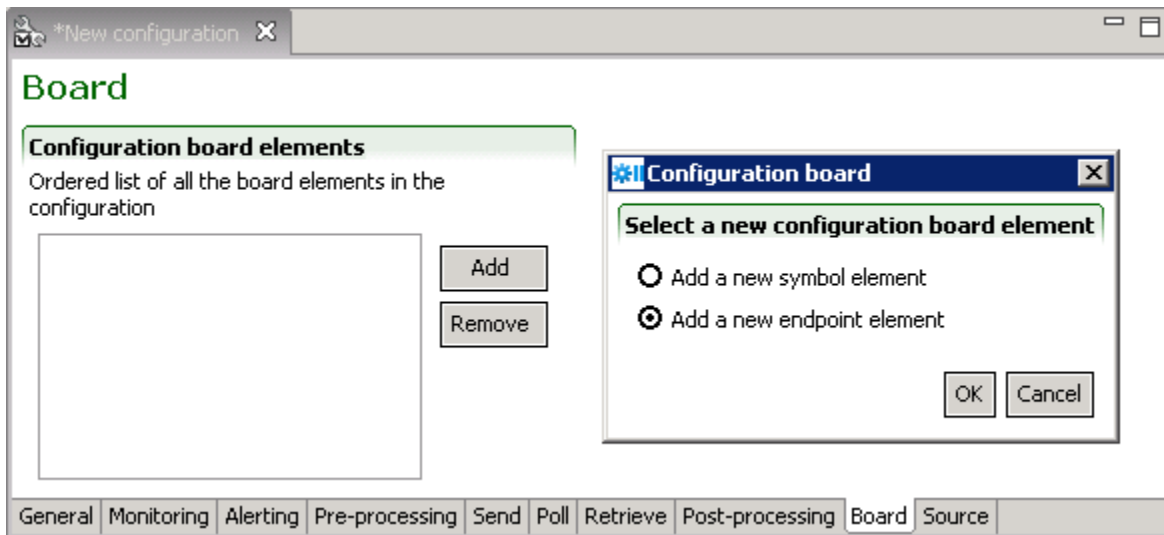 *New configuration
Board
Configuration board elements
Ordered list of all the board elements in the
configuration
Add
Remove
Configuration board
Select a new configuration board element
Add a new symbol element
Add a new endpoint element
OK Cancel
General Monitoring Alerting Pre-processing Send Poll Retrieve Post-processing Board Source